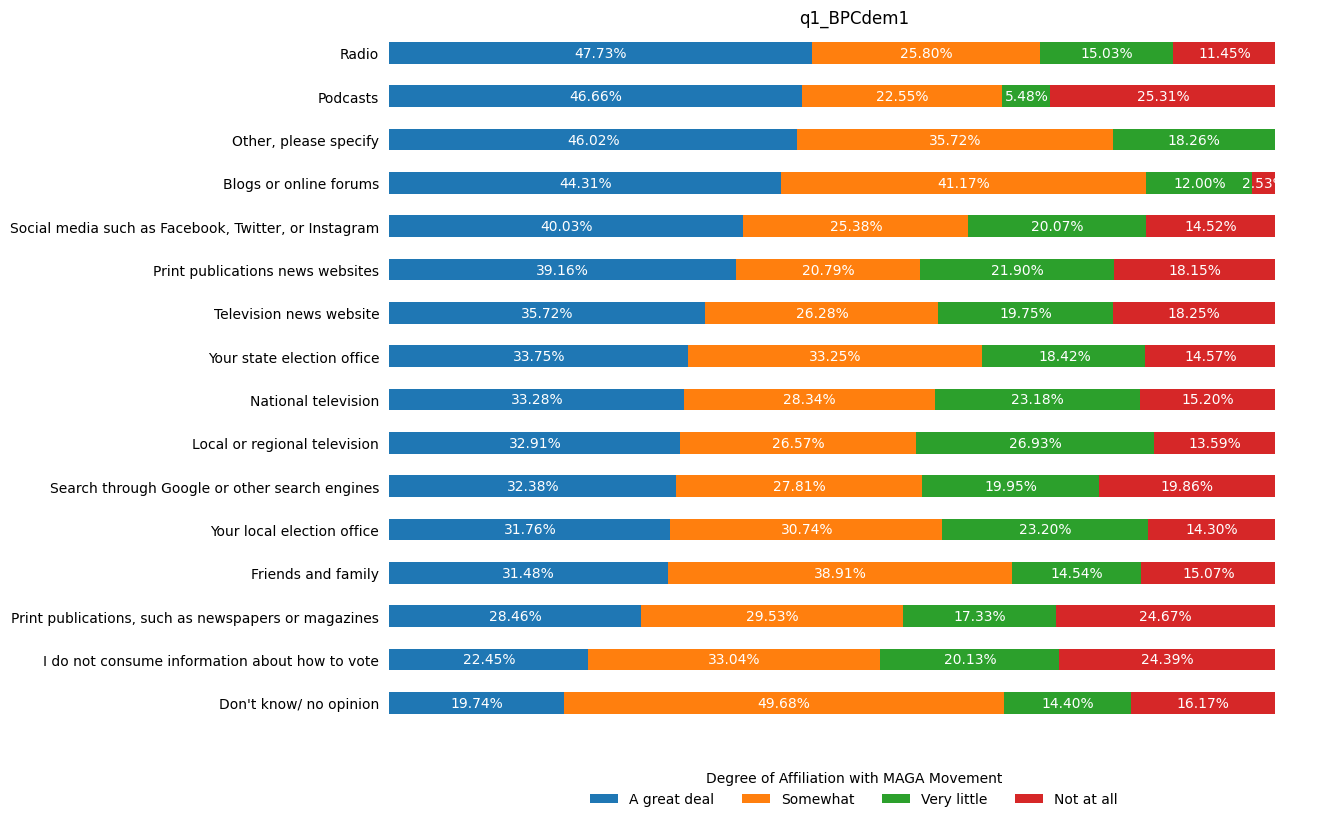 q1_BPCdem1
Radio 47.73% 25.80% 15.03% 11.45%
Podcasts 46.66% 22.55% 5.48% 25.31%
Other, please specify 46.02% 35.72% 18.26%
Blogs or online forums 44.31% 41.17% 12.00% 2.53%
Social media such as Facebook, Twitter, or Instagram 40.03% 25.38% 20.07% 14.52%
Print publications news websites 39.16% 20.79% 21.90% 18.15%
Television news website 35.72% 26.28% 19.75% 18.25%
Your state election office 33.75% 33.25% 18.42% 14.57%
National television 33.28% 28.34% 23.18% 15.20%
Local or regional television 32.91% 26.57% 26.93% 13.59%
Search through Google or other search engines 32.38% 27.81% 19.95% 19.86%
Your local election office 31.76% 30.74% 23.20% 14.30%
Friends and family 31.48% 38.91% 14.54% 15.07%
Print publications, such as newspapers or magazines 28.46% 29.53% 17.33% 24.67%
I do not consume information about how to vote 22.45% 33.04% 20.13% 24.39%
Don't know/ no opinion 19.74% 49.68% 14.40% 16.17%
Degree of Affiliation with MAGA Movement
A great deal Somewhat Very little Not at all